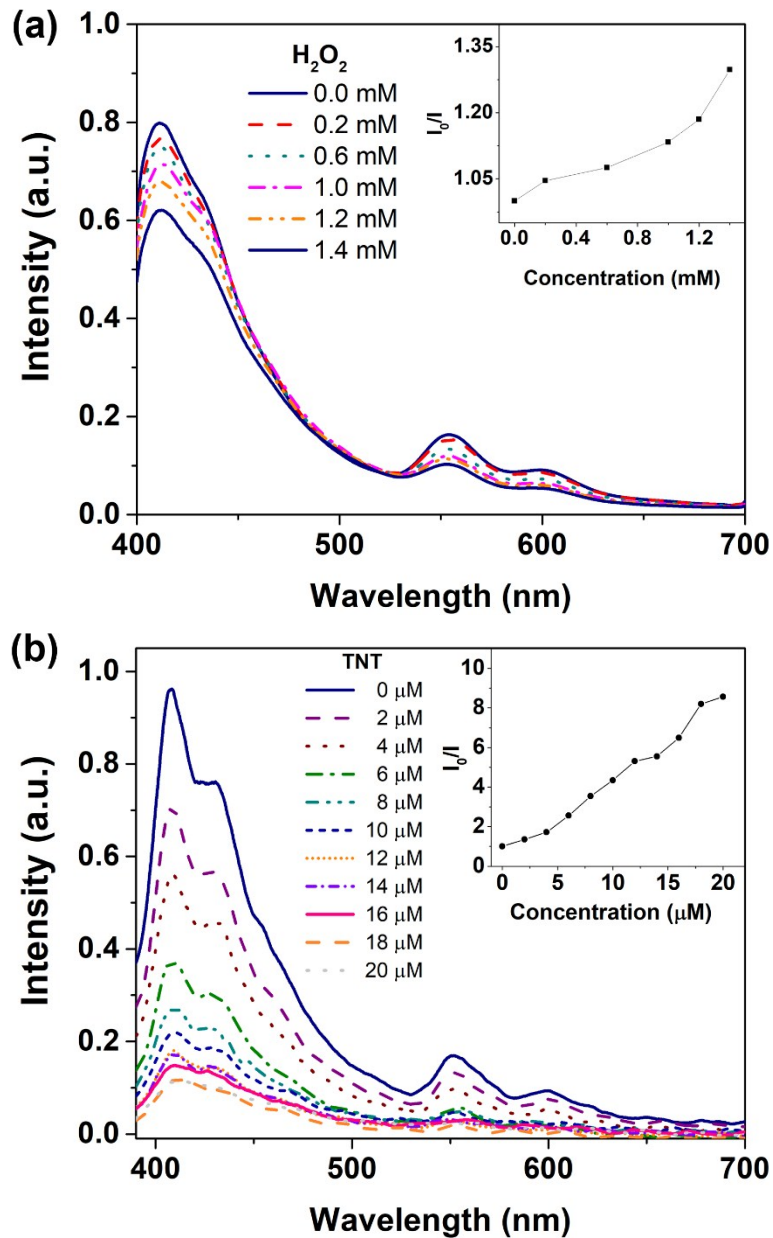 (a)
H₂O₂
0.0 mM
0.2 mM
0.6 mM
1.0 mM
1.2 mM
1.4 mM
1.0
0.8
0.6
0.4
0.2
0.0
Intensity (a.u.)
400
500
600
700
Wavelength (nm)
1.35
1.20
1.05
I₀/I
0.0
0.4
0.8
1.2
Concentration (mM)
(b)
TNT
0 μM
2 μM
4 μM
6 μM
8 μM
10 μM
12 μM
14 μM
16 μM
18 μM
20 μM
1.0
0.8
0.6
0.4
0.2
0.0
Intensity (a.u.)
400
500
600
700
Wavelength (nm)
10
8
6
4
2
0
I₀/I
0
5
10
15
20
Concentration (μM)